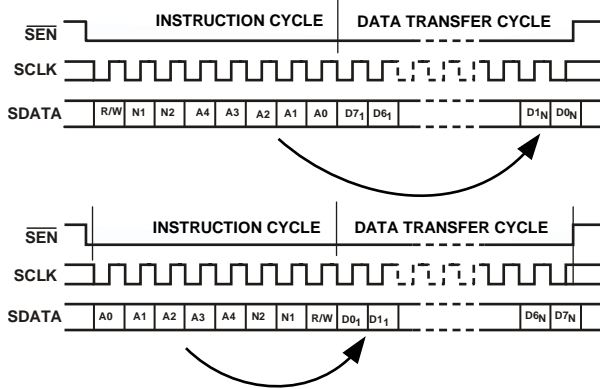 INSTRUCTION CYCLE DATA TRANSFER CYCLE
SEN
SCLK
SDATA R/W N1 N2 A4 A3 A2 A1 A0 D7₁ D6₁ D1N D0N
INSTRUCTION CYCLE DATA TRANSFER CYCLE
SEN
SCLK
SDATA A0 A1 A2 A3 A4 N2 N1 R/W D0₁ D1₁ D6N D7N